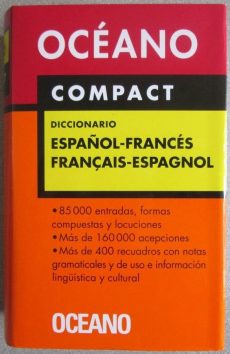 OCÉANO
COMPACT
DICCIONARIO
ESPAÑOL-FRANCÉS
FRANÇAIS-ESPAGNOL
• 85 000 entradas, formas
compuestas y locuciones
• Más de 160 000 acepciones
• Más de 400 recuadros con notas
gramaticales y de uso e información
lingüística y cultural
OCEANO